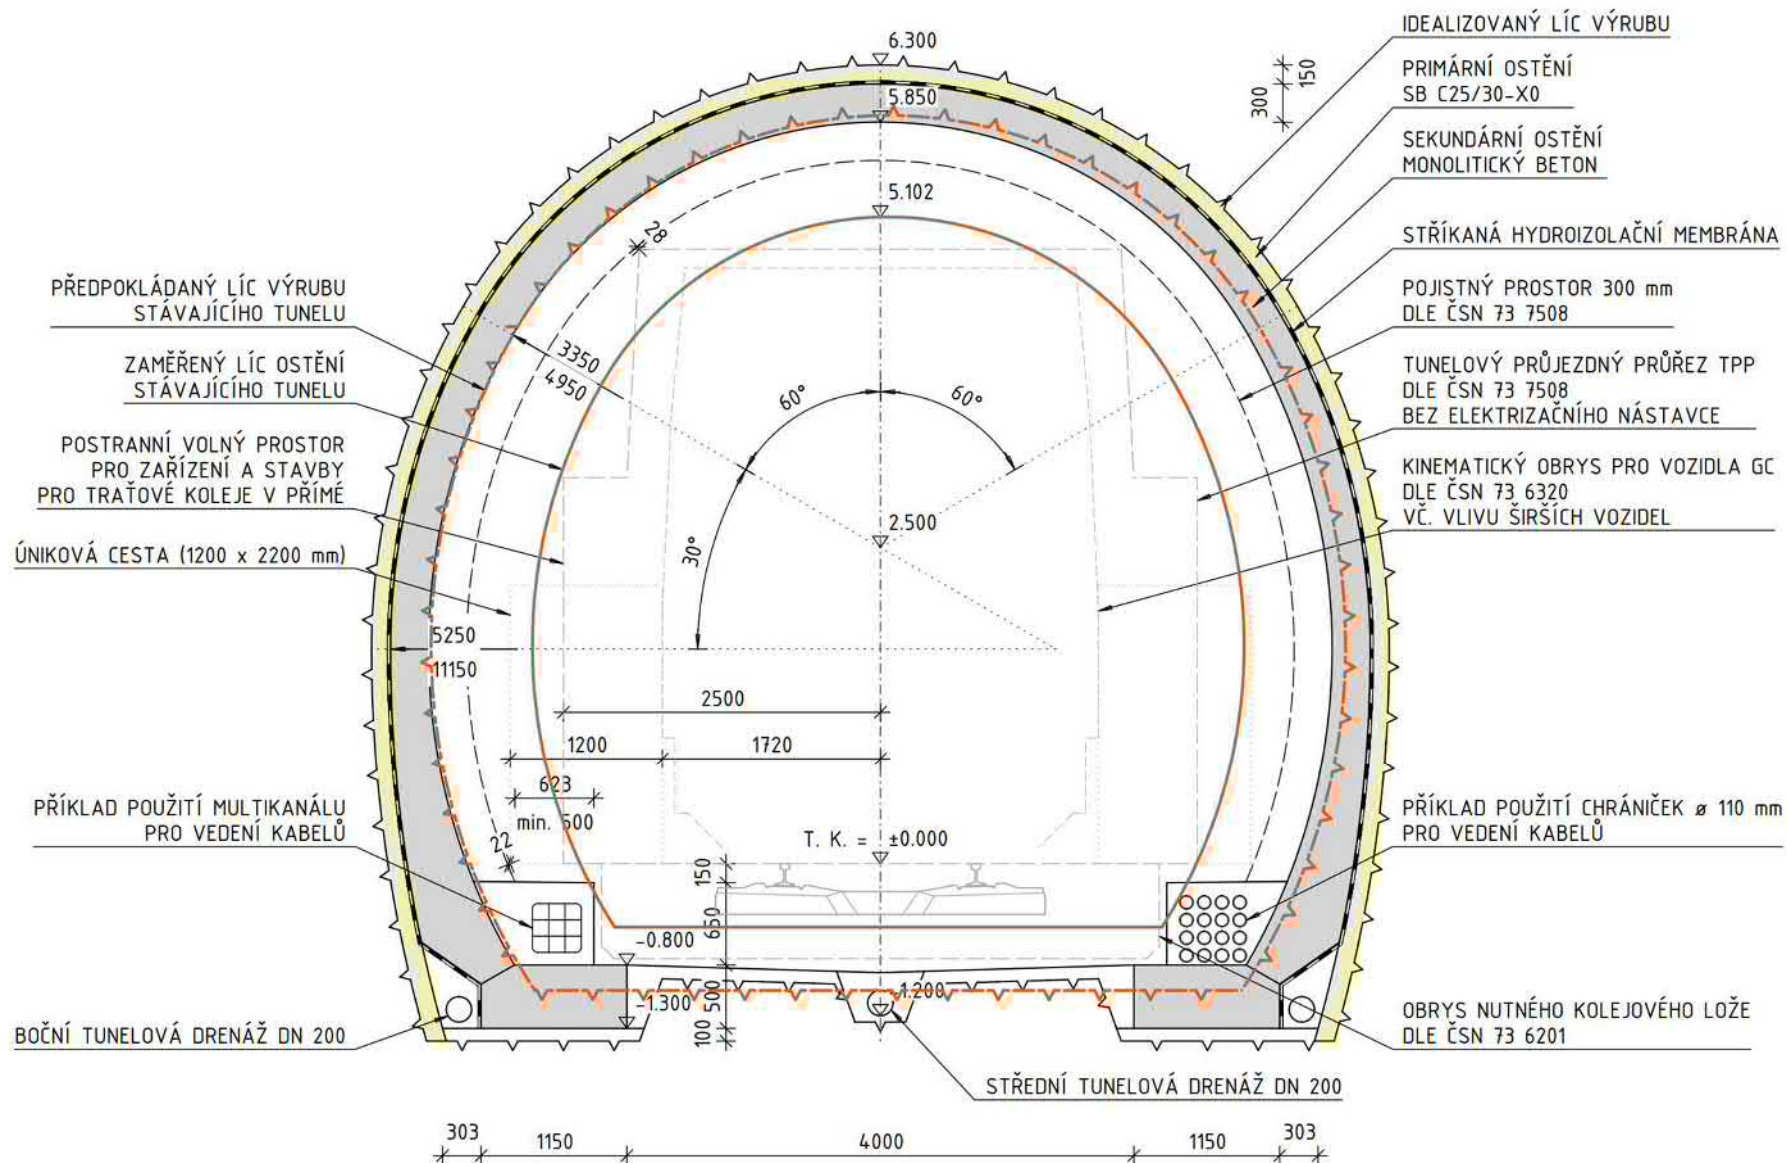 6.300
5.850
5.102
2.500
28
3350
4950
60°
60°
30°
5250
11150
2500
1200
1720
623
min. 500
22
T. K. = ±0.000
150
650
500
100
-0.800
-1.300
-1.200
300
150
PŘEDPOKLÁDANÝ LÍC VÝRUBU
STÁVAJÍCÍHO TUNELU
ZAMĚŘENÝ LÍC OSTĚNÍ
STÁVAJÍCÍHO TUNELU
POSTRANNÍ VOLNÝ PROSTOR
PRO ZAŘÍZENÍ A STAVBY
PRO TRAŤOVÉ KOLEJE V PŘÍMÉ
ÚNIKOVÁ CESTA (1200 x 2200 mm)
PŘÍKLAD POUŽITÍ MULTIKANÁLU
PRO VEDENÍ KABELŮ
BOČNÍ TUNELOVÁ DRENÁŽ DN 200
IDEALIZOVANÝ LÍC VÝRUBU
PRIMÁRNÍ OSTĚNÍ
SB C25/30-X0
SEKUNDÁRNÍ OSTĚNÍ
MONOLITICKÝ BETON
STŘÍKANÁ HYDROIZOLAČNÍ MEMBRÁNA
POJISTNÝ PROSTOR 300 mm
DLE ČSN 73 7508
TUNELOVÝ PRŮJEZDNÝ PRŮŘEZ TPP
DLE ČSN 73 7508
BEZ ELEKTRIZAČNÍHO NÁSTAVCE
KINEMATICKÝ OBRYS PRO VOZIDLA GC
DLE ČSN 73 6320
VČ. VLIVU ŠIRŠÍCH VOZIDEL
PŘÍKLAD POUŽITÍ CHRÁNIČEK ø 110 mm
PRO VEDENÍ KABELŮ
OBRYS NUTNÉHO KOLEJOVÉHO LOŽE
DLE ČSN 73 6201
STŘEDNÍ TUNELOVÁ DRENÁŽ DN 200
303
1150
4000
1150
303